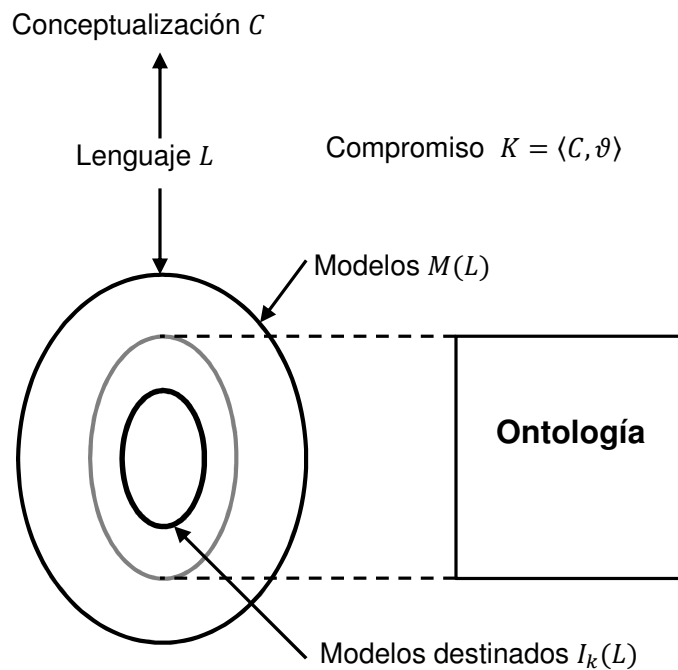 Conceptualización C
Lenguaje L
Compromiso K = ⟨C, ϑ⟩
Modelos M(L)
Ontología
Modelos destinados I_k(L)